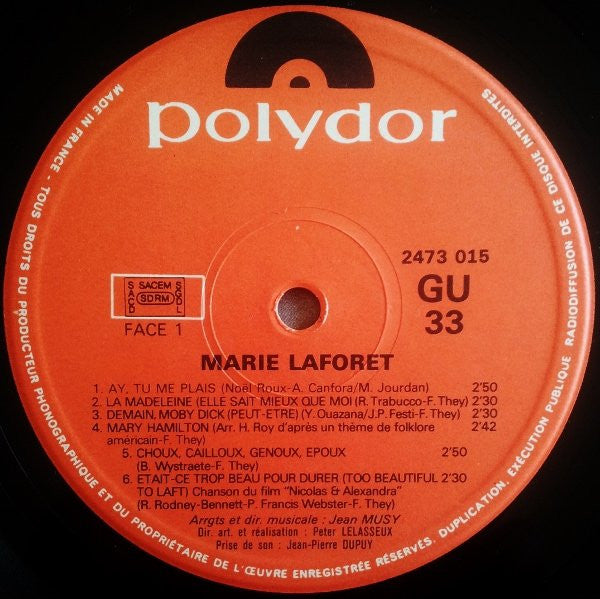 polydor
MADE IN FRANCE - TOUS DROITS DU PRODUCTEUR PHONOGRAPHIQUE ET DU PROPRIÉTAIRE DE L'ŒUVRE ENREGISTRÉE RÉSERVÉS. DUPLICATION. EXÉCUTION PUBLIQUE RADIODIFFUSION DE CE DISQUE INTERDITES
2473 015
GU
33
SACD SACEM SDRM SGDL
FACE 1
MARIE LAFORET
1. AY, TU ME PLAIS (Noël Roux-A. Canfora/M. Jourdan) 2'50
2. LA MADELEINE (ELLE SAIT MIEUX QUE MOI (R. Trabucco-F. They) 2'30
3. DEMAIN, MOBY DICK (PEUT-ETRE) (Y. Ouazana/J.P. Festi-F. They) 2'30
4. MARY HAMILTON (Arr. H. Roy d'après un thème de folklore 2'42
américain-F. They)
5. CHOUX, CAILLOUX, GENOUX, EPOUX 2'50
(B. Wystraete-F. They)
6. ETAIT-CE TROP BEAU POUR DURER (TOO BEAUTIFUL 2'30
TO LAFT) Chanson du film "Nicolas & Alexandra"
(R. Rodney-Bennett-P. Francis Webster-F. They)
Arrgts et dir. musicale : Jean MUSY
Dir. art. et réalisation : Peter LELASSEUX
Prise de son : Jean-Pierre DUPUY